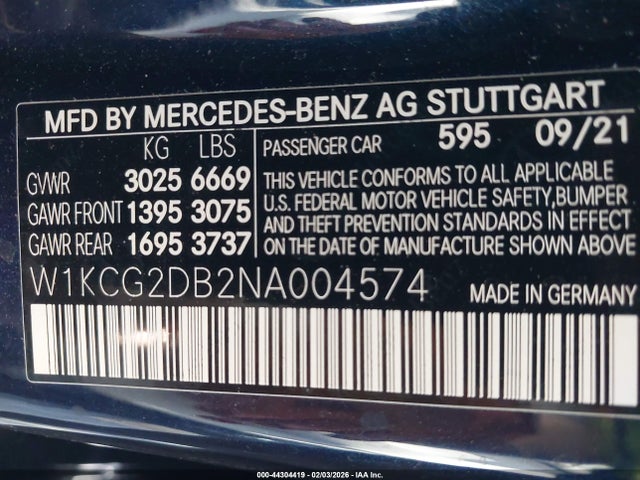 MFD BY MERCEDES-BENZ AG STUTTGART
KG LBS
GVWR 3025 6669
GAWR FRONT 1395 3075
GAWR REAR 1695 3737
PASSENGER CAR 595 09/21
THIS VEHICLE CONFORMS TO ALL APPLICABLE
U.S. FEDERAL MOTOR VEHICLE SAFETY, BUMPER
AND THEFT PREVENTION STANDARDS IN EFFECT
ON THE DATE OF MANUFACTURE SHOWN ABOVE
W1KCG2DB2NA004574 MADE IN GERMANY
000-44304419 - 02/03/2026 - IAA Inc.